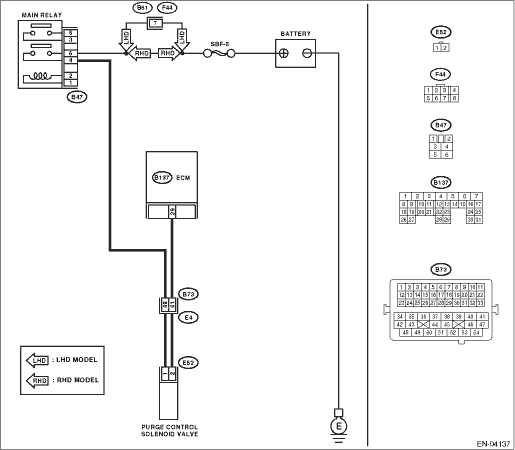 MAIN RELAY
5
3
6
4
2
1
B47
B61
F44
7
LHD
LHD
RHD
RHD
SBF-5
BATTERY
B137 ECM
29
B73
40
41
E4
E52
1
2
PURGE CONTROL
SOLENOID VALVE
LHD : LHD MODEL
RHD : RHD MODEL
E
E52
1 2
F44
1 2 3 4
5 6 7 8
B47
1 2
3 4
5 6
B137
1 2 3 4 5 6 7
8 9 10 11 12 13 14 15 16 17
18 19 20 21 22 23 24 25
26 27 28 29 30 31
B73
1 2 3 4 5 6 7 8 9 10 11
12 13 14 15 16 17 18 19 20 21 22
23 24 25 26 27 28 29 30 31 32 33
34 35 36 37 38 39 40 41
42 43 44 45 46 47
48 49 50 51 52 53 54
EN-04137